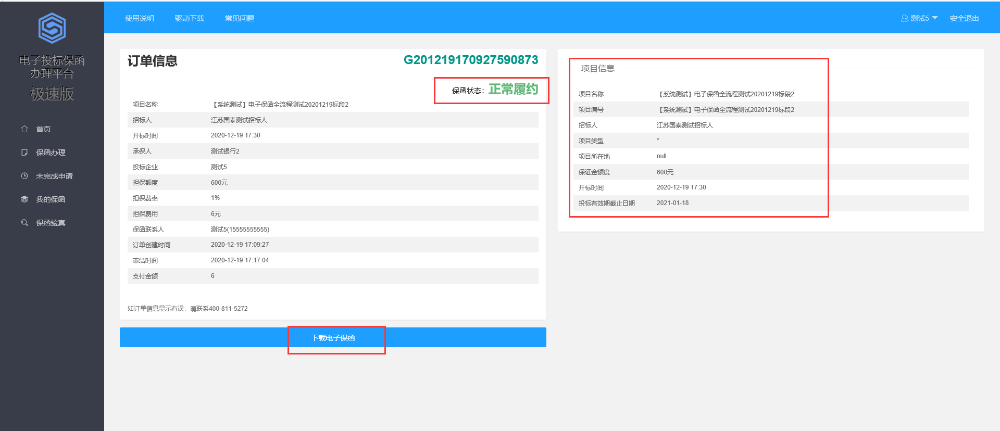 电子投标保函
办理平台
极速版
首页
保函办理
未完成申请
我的保函
保函验真
使用说明 驱动下载 常见问题 测试5 安全退出
订单信息 G201219170927590873
保函状态：正常履约
项目名称 【系统测试】电子保函全流程测试20201219标段2
招标人 江苏国泰测试招标人
开标时间 2020-12-19 17:30
承保人 测试银行2
投标企业 测试5
担保额度 600元
担保费率 1%
担保费用 6元
保函联系人 测试5(15555555555)
订单创建时间 2020-12-19 17:09:27
审结时间 2020-12-19 17:17:04
支付金额 6
如订单信息显示有误，请联系400-811-5272
下载电子保函
项目信息
项目名称 【系统测试】电子保函全流程测试20201219标段2
项目编号 【系统测试】电子保函全流程测试20201219标段2
招标人 江苏国泰测试招标人
项目类型 *
项目所在地 null
保证金额度 600元
开标时间 2020-12-19 17:30
投标有效期截止日期 2021-01-18